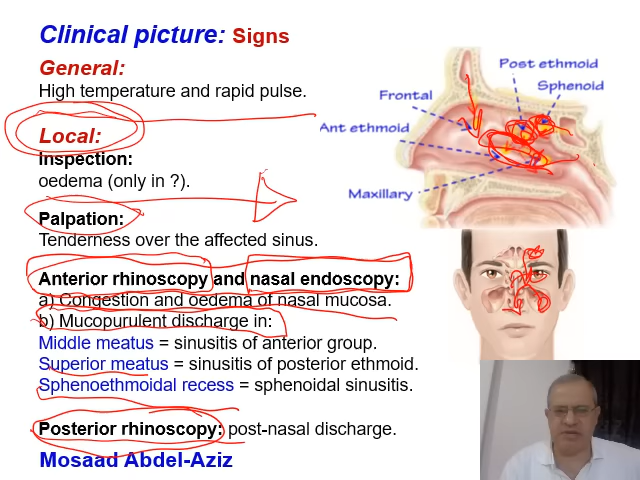 Clinical picture: Signs
General:
High temperature and rapid pulse.
Local:
Inspection:
oedema (only in ?).
Palpation:
Tenderness over the affected sinus.
Anterior rhinoscopy and nasal endoscopy:
a) Congestion and oedema of nasal mucosa.
b) Mucopurulent discharge in:
Middle meatus = sinusitis of anterior group.
Superior meatus = sinusitis of posterior ethmoid.
Sphenoethmoidal recess = sphenoidal sinusitis.
Posterior rhinoscopy: post-nasal discharge.
Mosaad Abdel-Aziz
Post ethmoid
Sphenoid
Frontal
Ant ethmoid
Maxillary